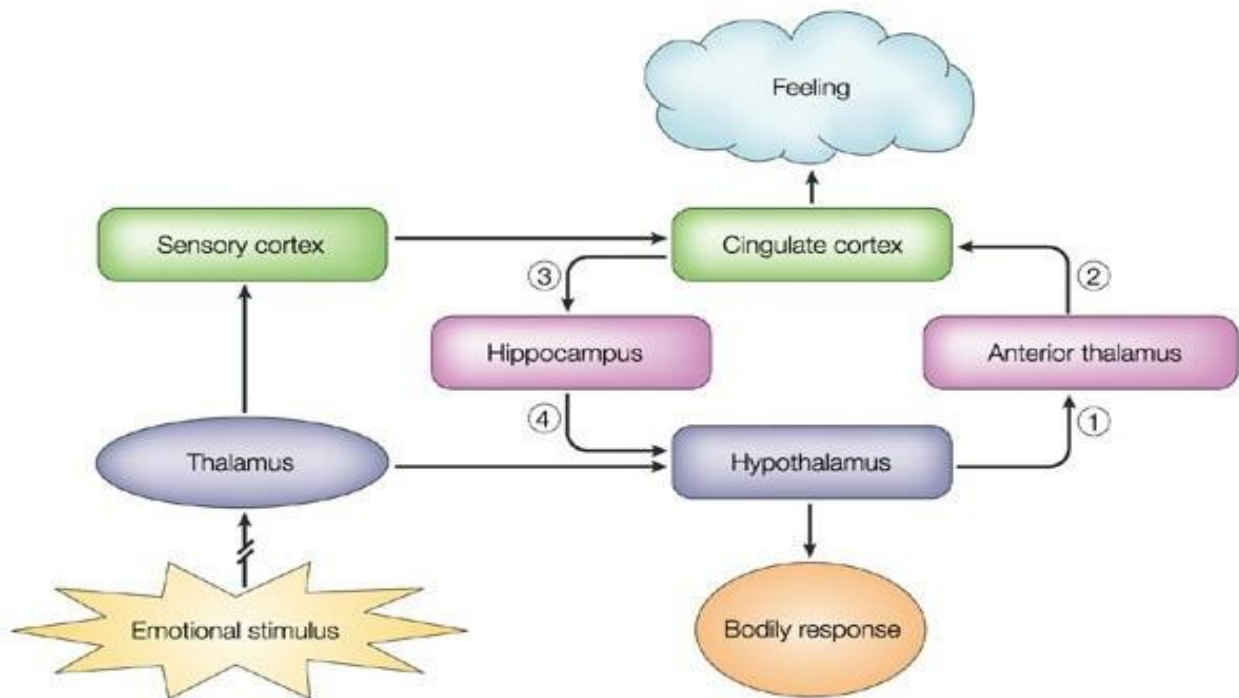 Feeling
Sensory cortex
Cingulate cortex
③
②
Hippocampus
Anterior thalamus
④
①
Thalamus
Hypothalamus
Emotional stimulus
Bodily response